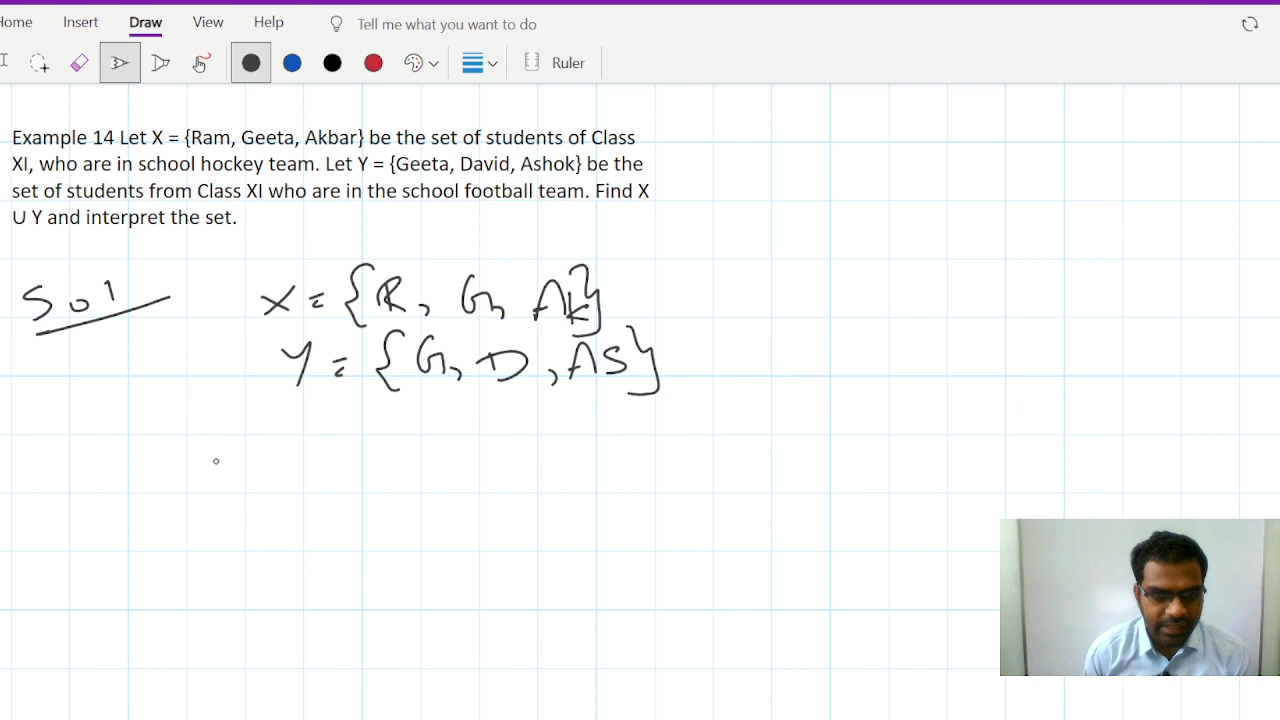 Home Insert Draw View Help Tell me what you want to do
Ruler
Example 14 Let X = {Ram, Geeta, Akbar} be the set of students of Class
XI, who are in school hockey team. Let Y = {Geeta, David, Ashok} be the
set of students from Class XI who are in the school football team. Find X
∪ Y and interpret the set.
Sol
X = {R, G, Ak}
Y = {G, D, AS}